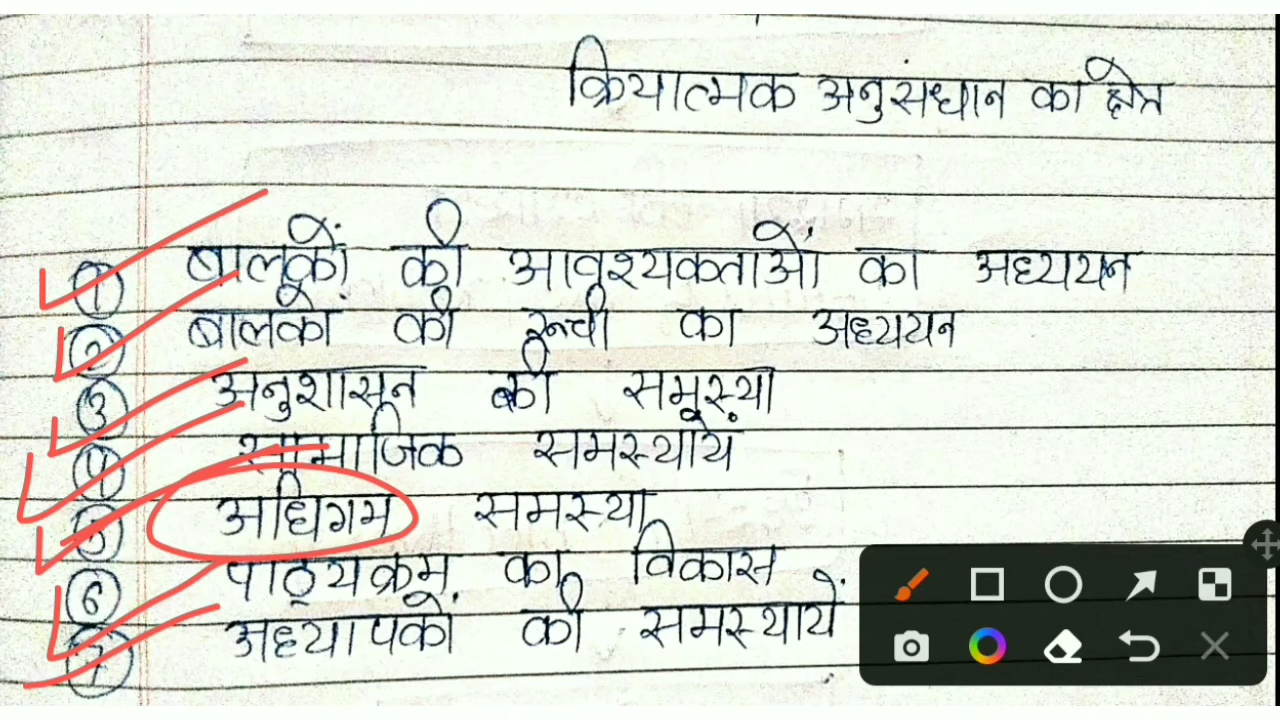 क्रियात्मक अनुसंधान का क्षेत्र
① बालकों की आवश्यकताओं का अध्ययन
② बालकों की रूची का अध्ययन
③ अनुशासन की समस्या
④ सामाजिक समस्यायें
⑤ अधिगम समस्या
⑥ पाठ्यक्रम का विकास
⑦ अध्यापकों की समस्यायें